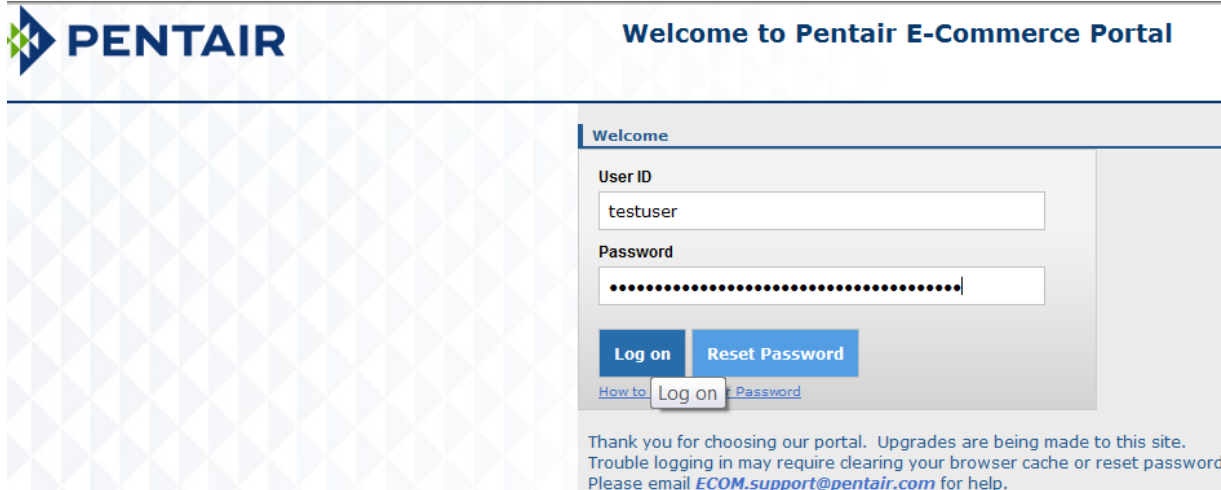 PENTAIR
Welcome to Pentair E-Commerce Portal
Welcome
User ID
testuser
Password
•••••••••••••••••••••••••••••••••••••••
Log on Reset Password
How to Password
Log on
Thank you for choosing our portal. Upgrades are being made to this site.
Trouble logging in may require clearing your browser cache or reset password
Please email ECOM.support@pentair.com for help.